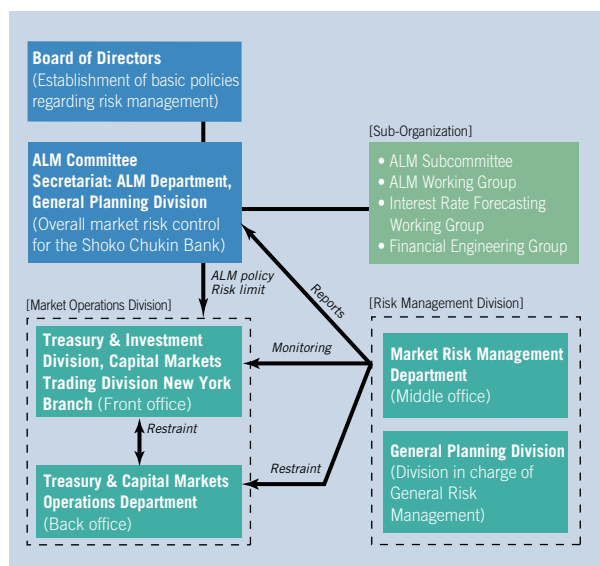 Board of Directors
(Establishment of basic policies
regarding risk management)
[Sub-Organization]
ALM Committee
Secretariat: ALM Department,
General Planning Division
(Overall market risk control
for the Shoko Chukin Bank)
• ALM Subcommittee
• ALM Working Group
• Interest Rate Forecasting
Working Group
• Financial Engineering Group
ALM policy
Risk limit
Reports
[Market Operations Division]
[Risk Management Division]
Treasury & Investment
Division, Capital Markets
Trading Division New York
Branch (Front office)
Monitoring
Market Risk Management
Department
(Middle office)
Restraint
Treasury & Capital Markets
Operations Department
(Back office)
Restraint
General Planning Division
(Division in charge of
General Risk
Management)